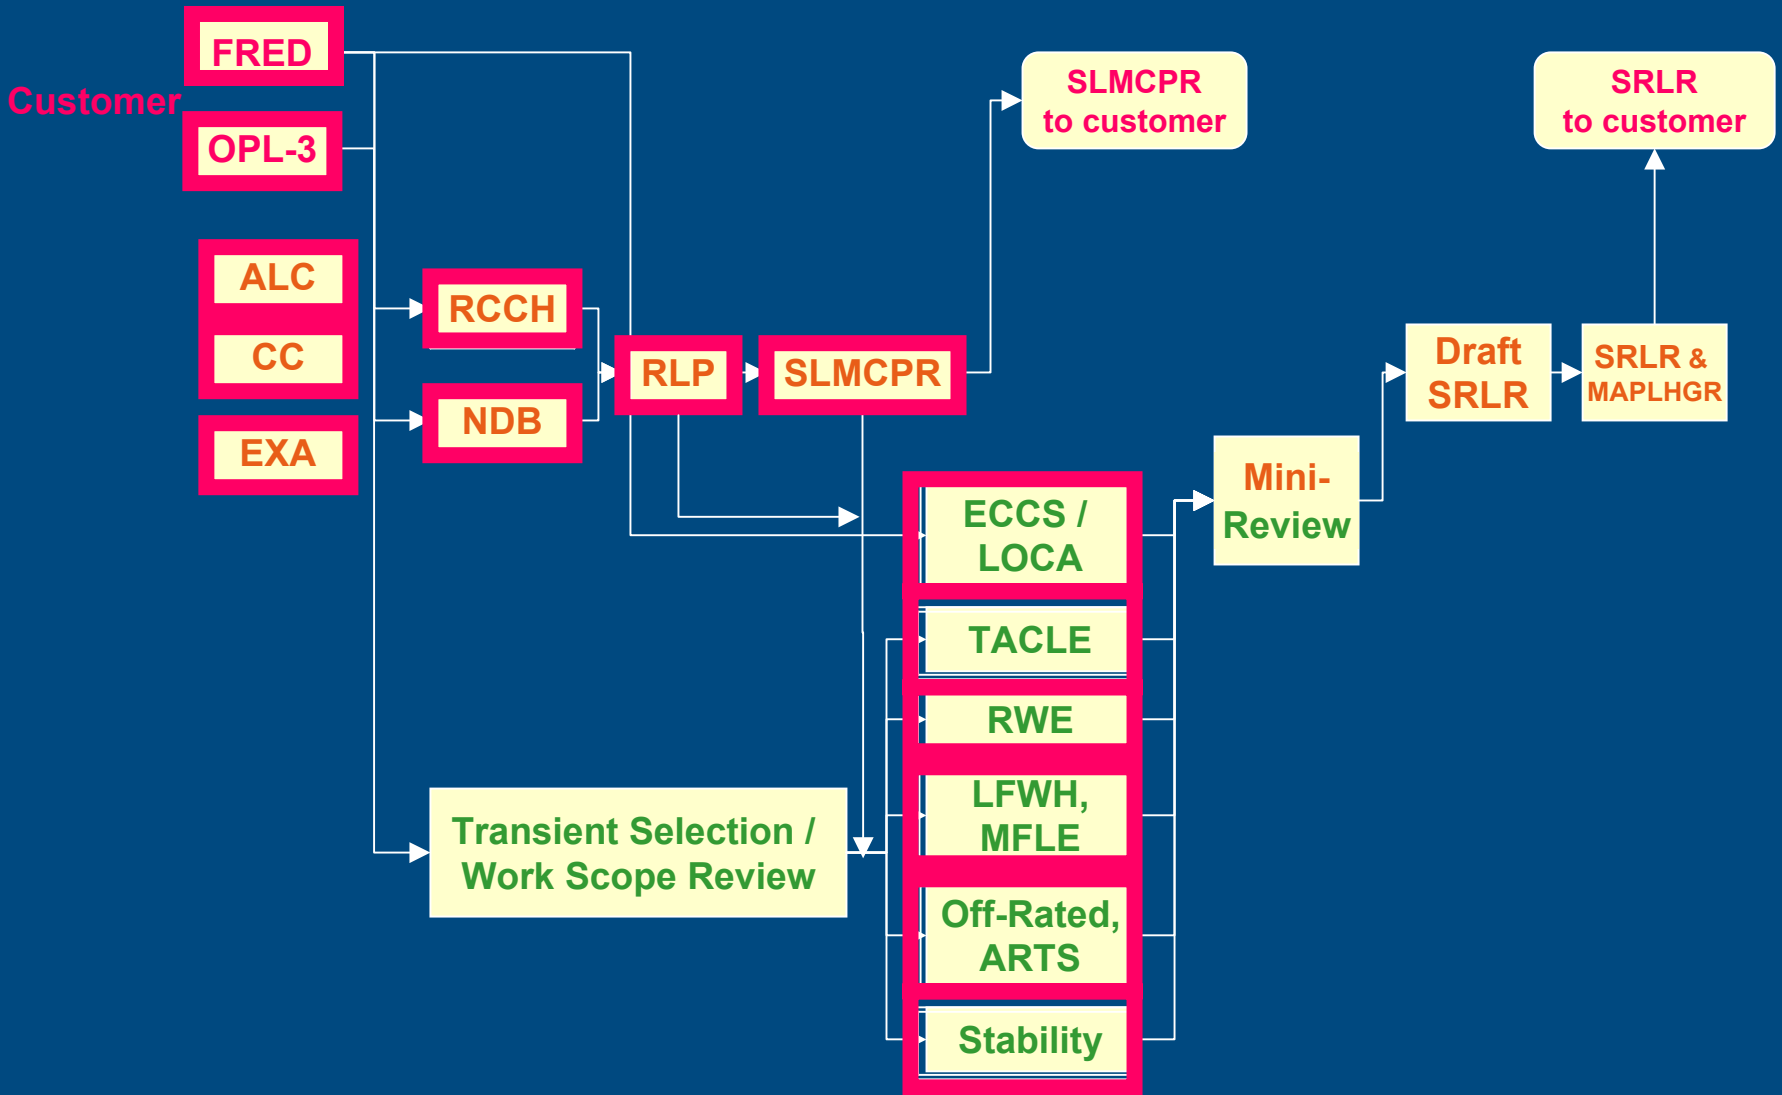 FRED
Customer
OPL-3
ALC
CC
EXA
RCCH
NDB
RLP
SLMCPR
SLMCPR
to customer
SRLR
to customer
Draft
SRLR
SRLR &
MAPLHGR
Mini-
Review
ECCS /
LOCA
TACLE
RWE
LFWH,
MFLE
Off-Rated,
ARTS
Stability
Transient Selection /
Work Scope Review